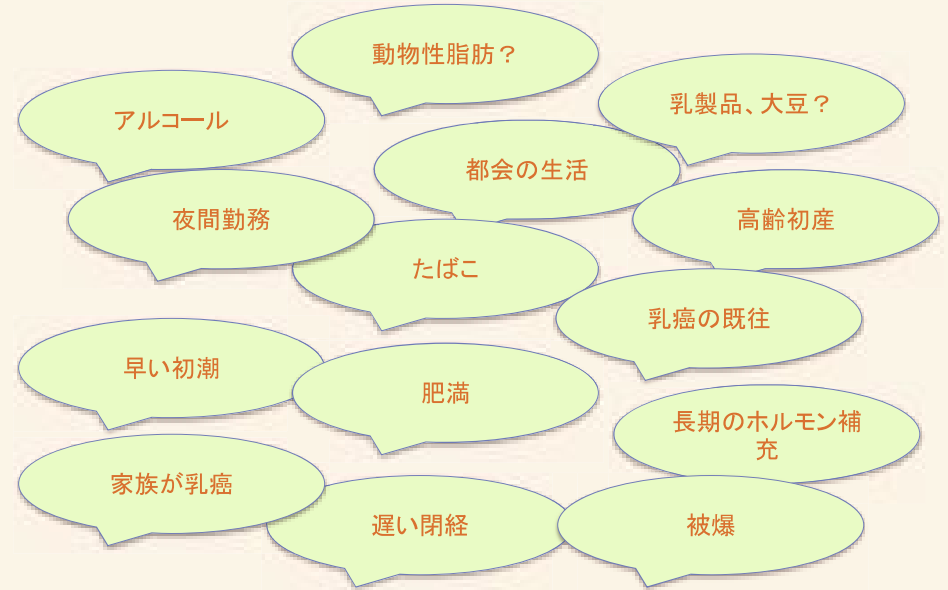 動物性脂肪？
乳製品、大豆？
アルコール
都会の生活
夜間勤務
高齢初産
たばこ
乳癌の既往
早い初潮
肥満
長期のホルモン補
充
家族が乳癌
遅い閉経
被爆